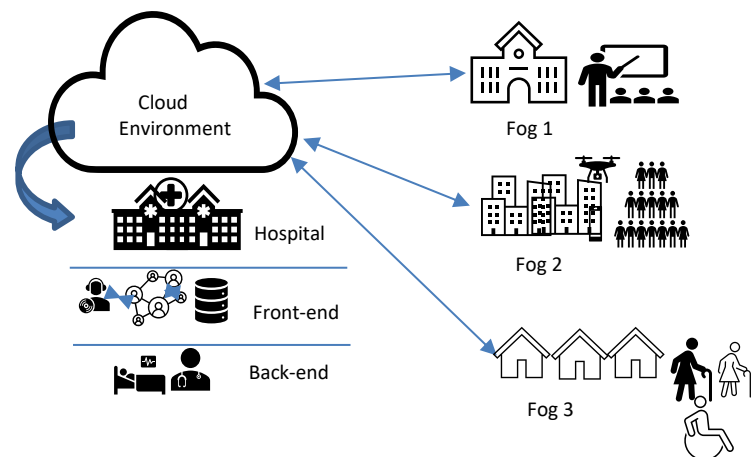 Cloud
Environment
Fog 1
Fog 2
Hospital
Front-end
Back-end
Fog 3